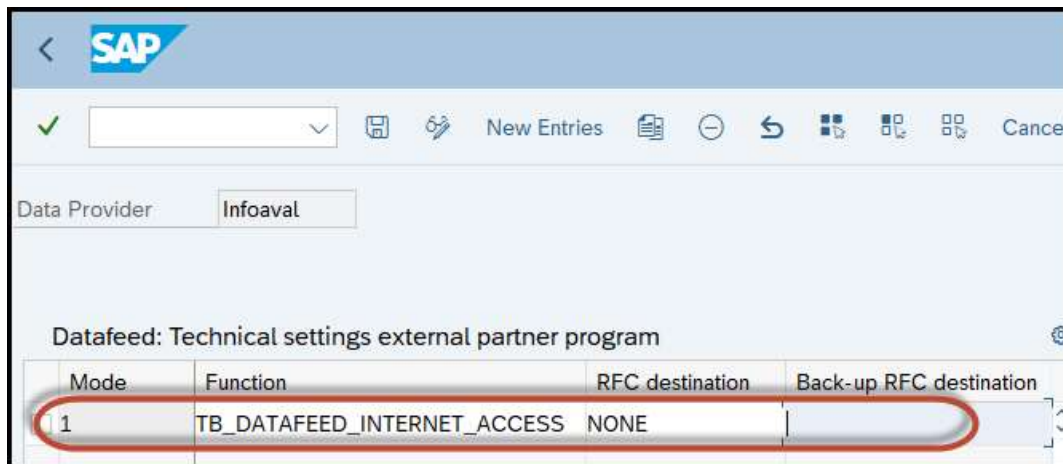 SAP
New Entries Cance
Data Provider Infoaval
Datafeed: Technical settings external partner program
Mode Function RFC destination Back-up RFC destination
1 TB_DATAFEED_INTERNET_ACCESS NONE